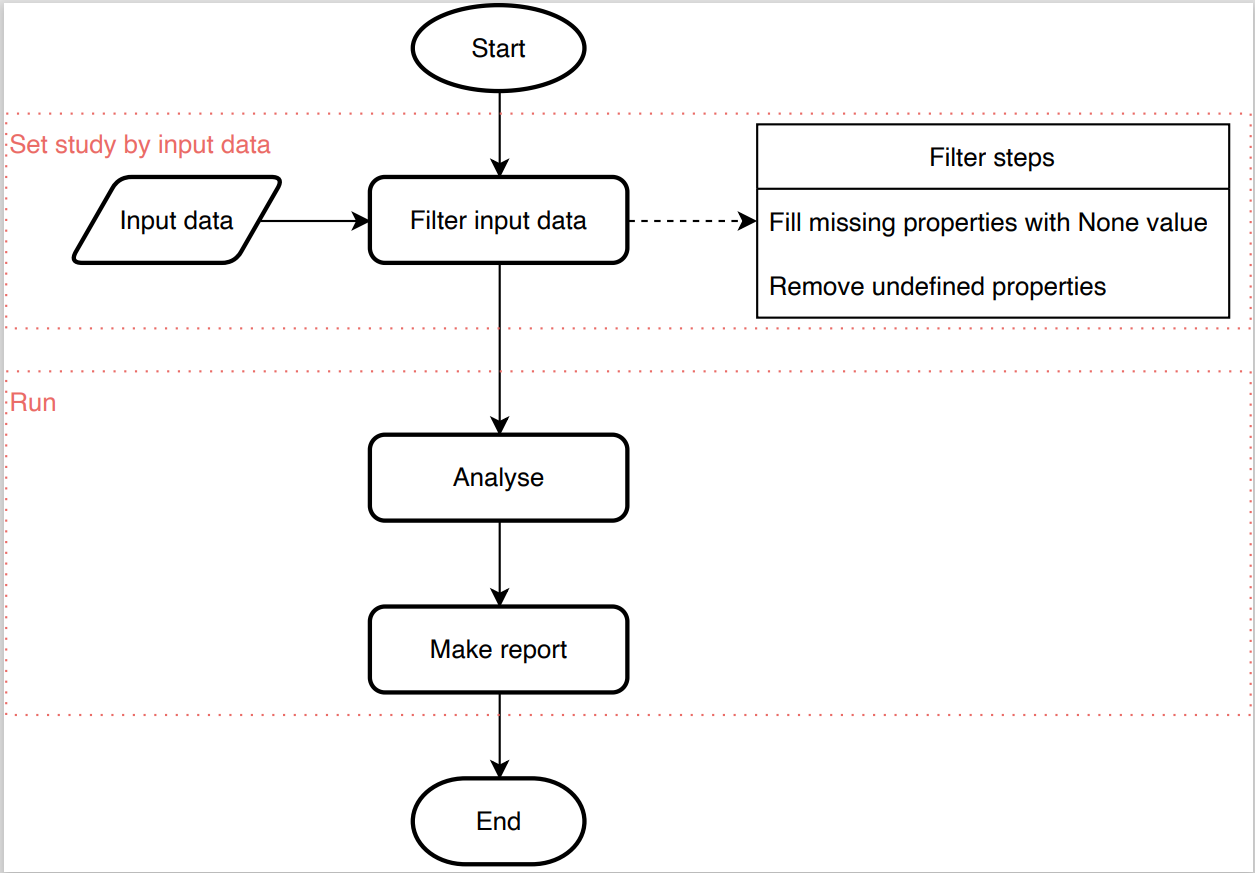 Start
Set study by input data
Input data
Filter input data
Filter steps
Fill missing properties with None value
Remove undefined properties
Run
Analyse
Make report
End